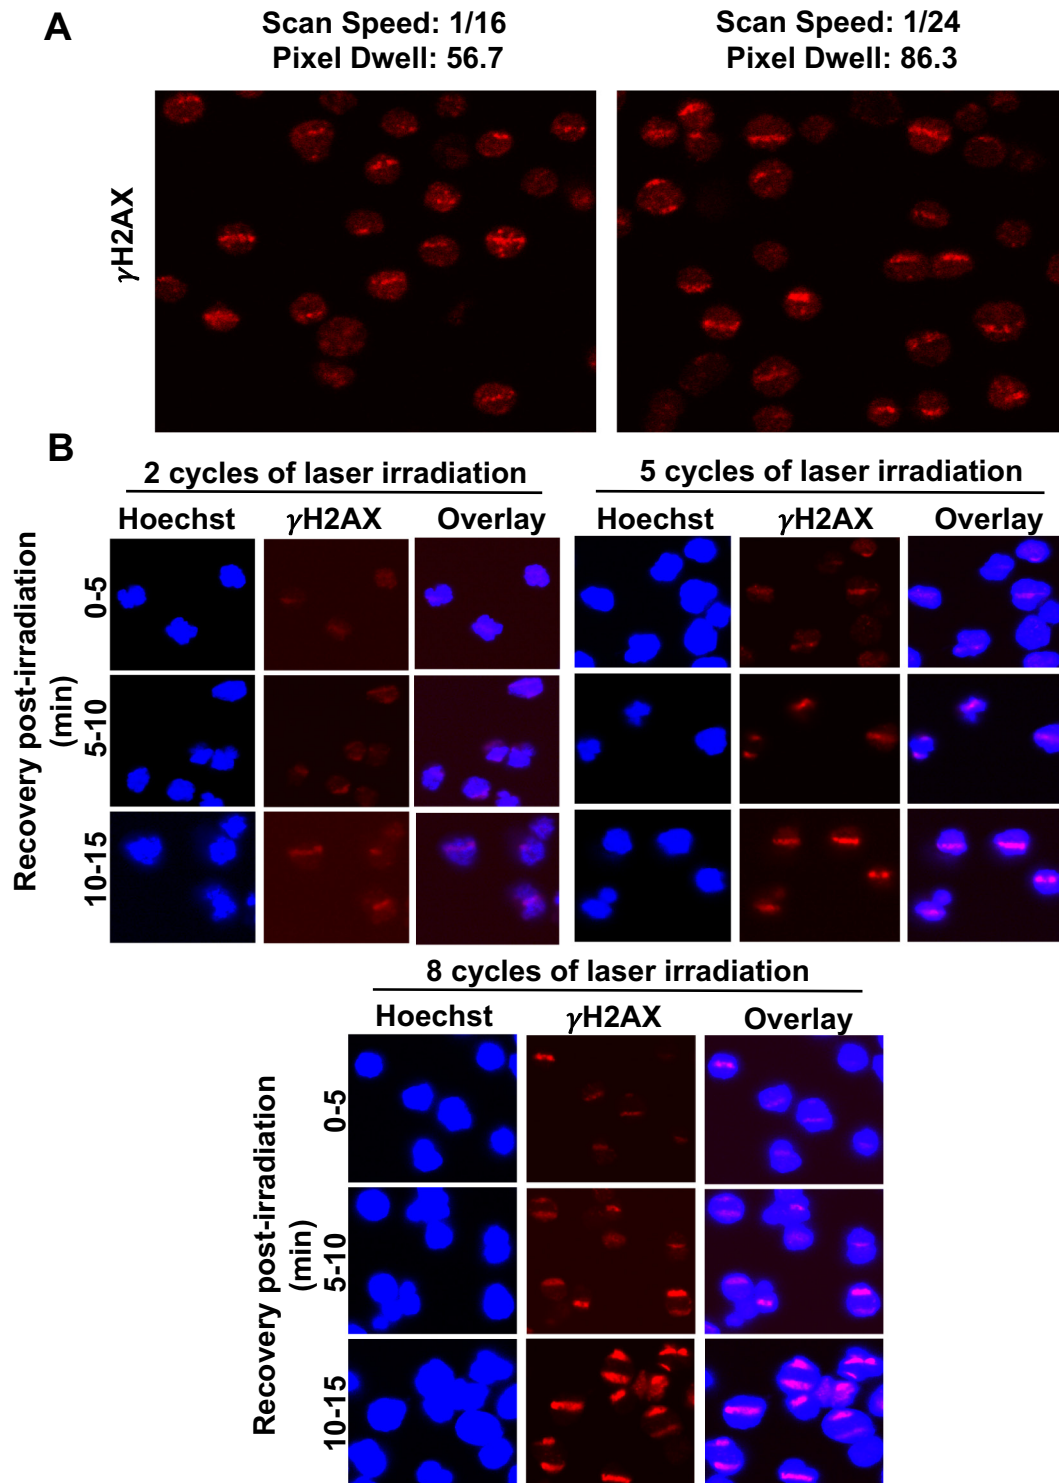 A
Scan Speed: 1/16
Pixel Dwell: 56.7
Scan Speed: 1/24
Pixel Dwell: 86.3
γH2AX
B
2 cycles of laser irradiation
Hoechst γH2AX Overlay
Recovery post-irradiation
(min)
0-5
5-10
10-15
5 cycles of laser irradiation
Hoechst γH2AX Overlay
8 cycles of laser irradiation
Hoechst γH2AX Overlay
Recovery post-irradiation
(min)
0-5
5-10
10-15